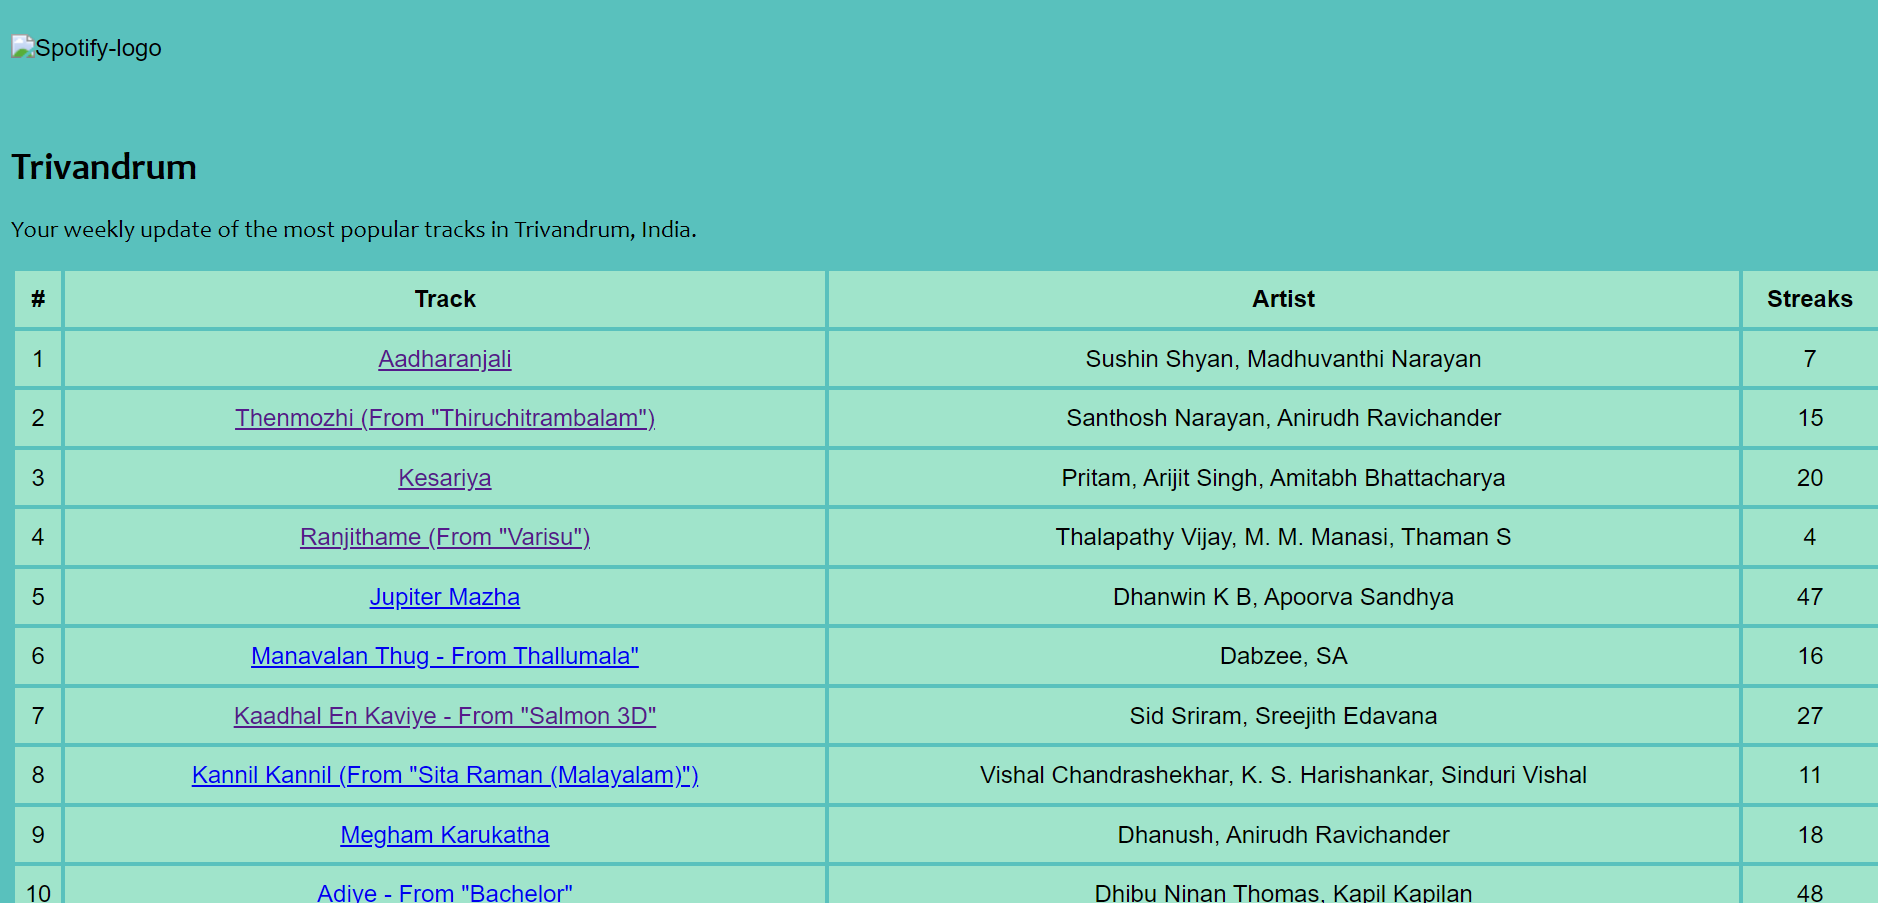 Spotify-logo
Trivandrum
Your weekly update of the most popular tracks in Trivandrum, India.
# Track Artist Streaks
1 Aadharanjali Sushin Shyan, Madhuvanthi Narayan 7
2 Thenmozhi (From "Thiruchitrambalam") Santhosh Narayan, Anirudh Ravichander 15
3 Kesariya Pritam, Arijit Singh, Amitabh Bhattacharya 20
4 Ranjithame (From "Varisu") Thalapathy Vijay, M. M. Manasi, Thaman S 4
5 Jupiter Mazha Dhanwin K B, Apoorva Sandhya 47
6 Manavalan Thug - From Thallumala" Dabzee, SA 16
7 Kaadhal En Kaviye - From "Salmon 3D" Sid Sriram, Sreejith Edavana 27
8 Kannil Kannil (From "Sita Raman (Malayalam)") Vishal Chandrashekhar, K. S. Harishankar, Sinduri Vishal 11
9 Megham Karukatha Dhanush, Anirudh Ravichander 18
10 Adiye - From "Bachelor" Dhibu Ninan Thomas, Kapil Kapilan 48